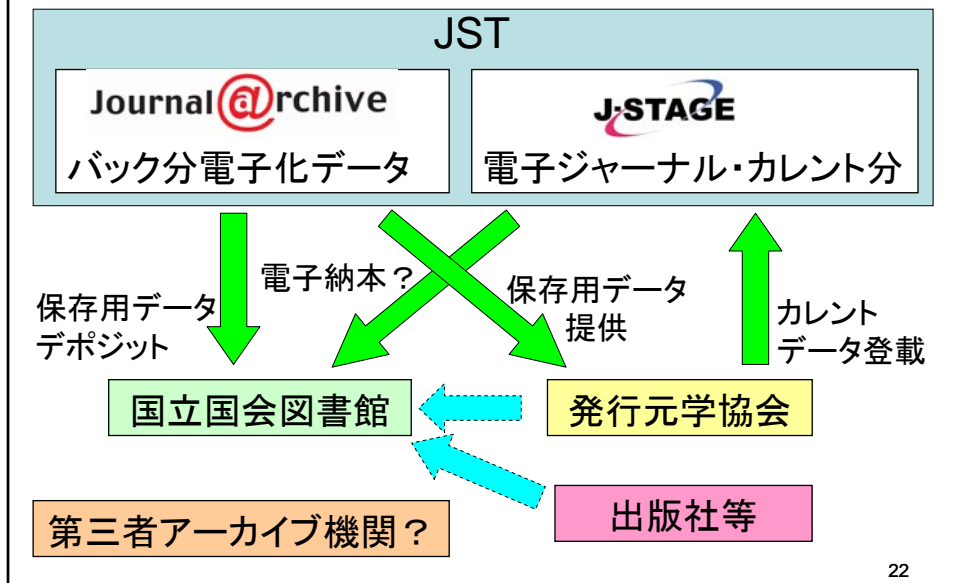 JST
Journal@rchive
バック分電子化データ
J-STAGE
電子ジャーナル・カレント分
保存用データ
デポジット
電子納本？
保存用データ
提供
カレント
データ登載
国立国会図書館
発行元学協会
出版社等
第三者アーカイブ機関？
22